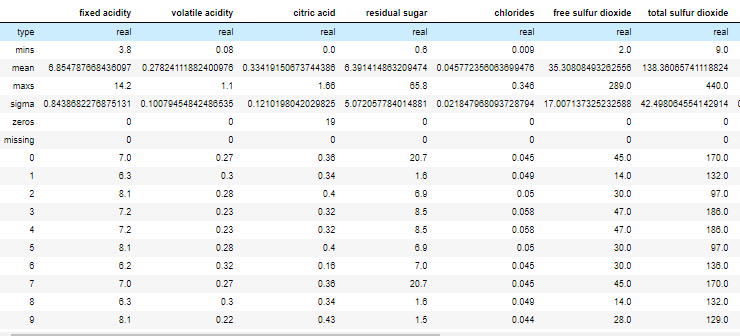 fixed acidity volatile acidity citric acid residual sugar chlorides free sulfur dioxide total sulfur dioxide
type real real real real real real real
mins 3.8 0.08 0.0 0.6 0.009 2.0 9.0
mean 6.854787668436097 0.27824111882400976 0.33419150673744386 6.391414863209474 0.045772356063699476 35.30808493262556 138.36065741118824
maxs 14.2 1.1 1.66 65.8 0.346 289.0 440.0
sigma 0.8438682276875131 0.10079454842486535 0.1210198042029825 5.072057784014881 0.021847968093728794 17.007137325232588 42.498064554142914
zeros 0 0 19 0 0 0 0
missing 0 0 0 0 0 0 0
0 7.0 0.27 0.36 20.7 0.045 45.0 170.0
1 6.3 0.3 0.34 1.6 0.049 14.0 132.0
2 8.1 0.28 0.4 6.9 0.05 30.0 97.0
3 7.2 0.23 0.32 8.5 0.058 47.0 186.0
4 7.2 0.23 0.32 8.5 0.058 47.0 186.0
5 8.1 0.28 0.4 6.9 0.05 30.0 97.0
6 6.2 0.32 0.16 7.0 0.045 30.0 136.0
7 7.0 0.27 0.36 20.7 0.045 45.0 170.0
8 6.3 0.3 0.34 1.6 0.049 14.0 132.0
9 8.1 0.22 0.43 1.5 0.044 28.0 129.0